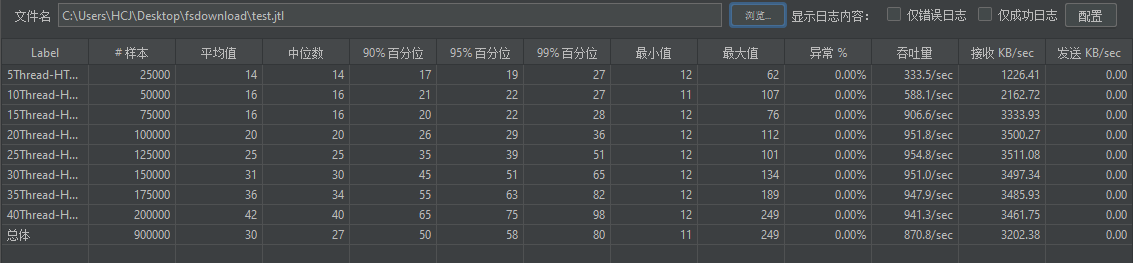 文件名 C:\Users\HCJ\Desktop\fsdownload\test.jtl 浏览... 显示日志内容： 仅错误日志 仅成功日志 配置
Label # 样本 平均值 中位数 90% 百分位 95% 百分位 99% 百分位 最小值 最大值 异常 % 吞吐量 接收 KB/sec 发送 KB/sec
5Thread-HT... 25000 14 14 17 19 27 12 62 0.00% 333.5/sec 1226.41 0.00
10Thread-H... 50000 16 16 21 22 27 11 107 0.00% 588.1/sec 2162.72 0.00
15Thread-H... 75000 16 16 20 22 28 12 76 0.00% 906.6/sec 3333.93 0.00
20Thread-H... 100000 20 20 26 29 36 12 112 0.00% 951.8/sec 3500.27 0.00
25Thread-H... 125000 25 25 35 39 51 12 101 0.00% 954.8/sec 3511.08 0.00
30Thread-H... 150000 31 30 45 51 65 12 134 0.00% 951.0/sec 3497.34 0.00
35Thread-H... 175000 36 34 55 63 82 12 189 0.00% 947.9/sec 3485.93 0.00
40Thread-H... 200000 42 40 65 75 98 12 249 0.00% 941.3/sec 3461.75 0.00
总体 900000 30 27 50 58 80 11 249 0.00% 870.8/sec 3202.38 0.00